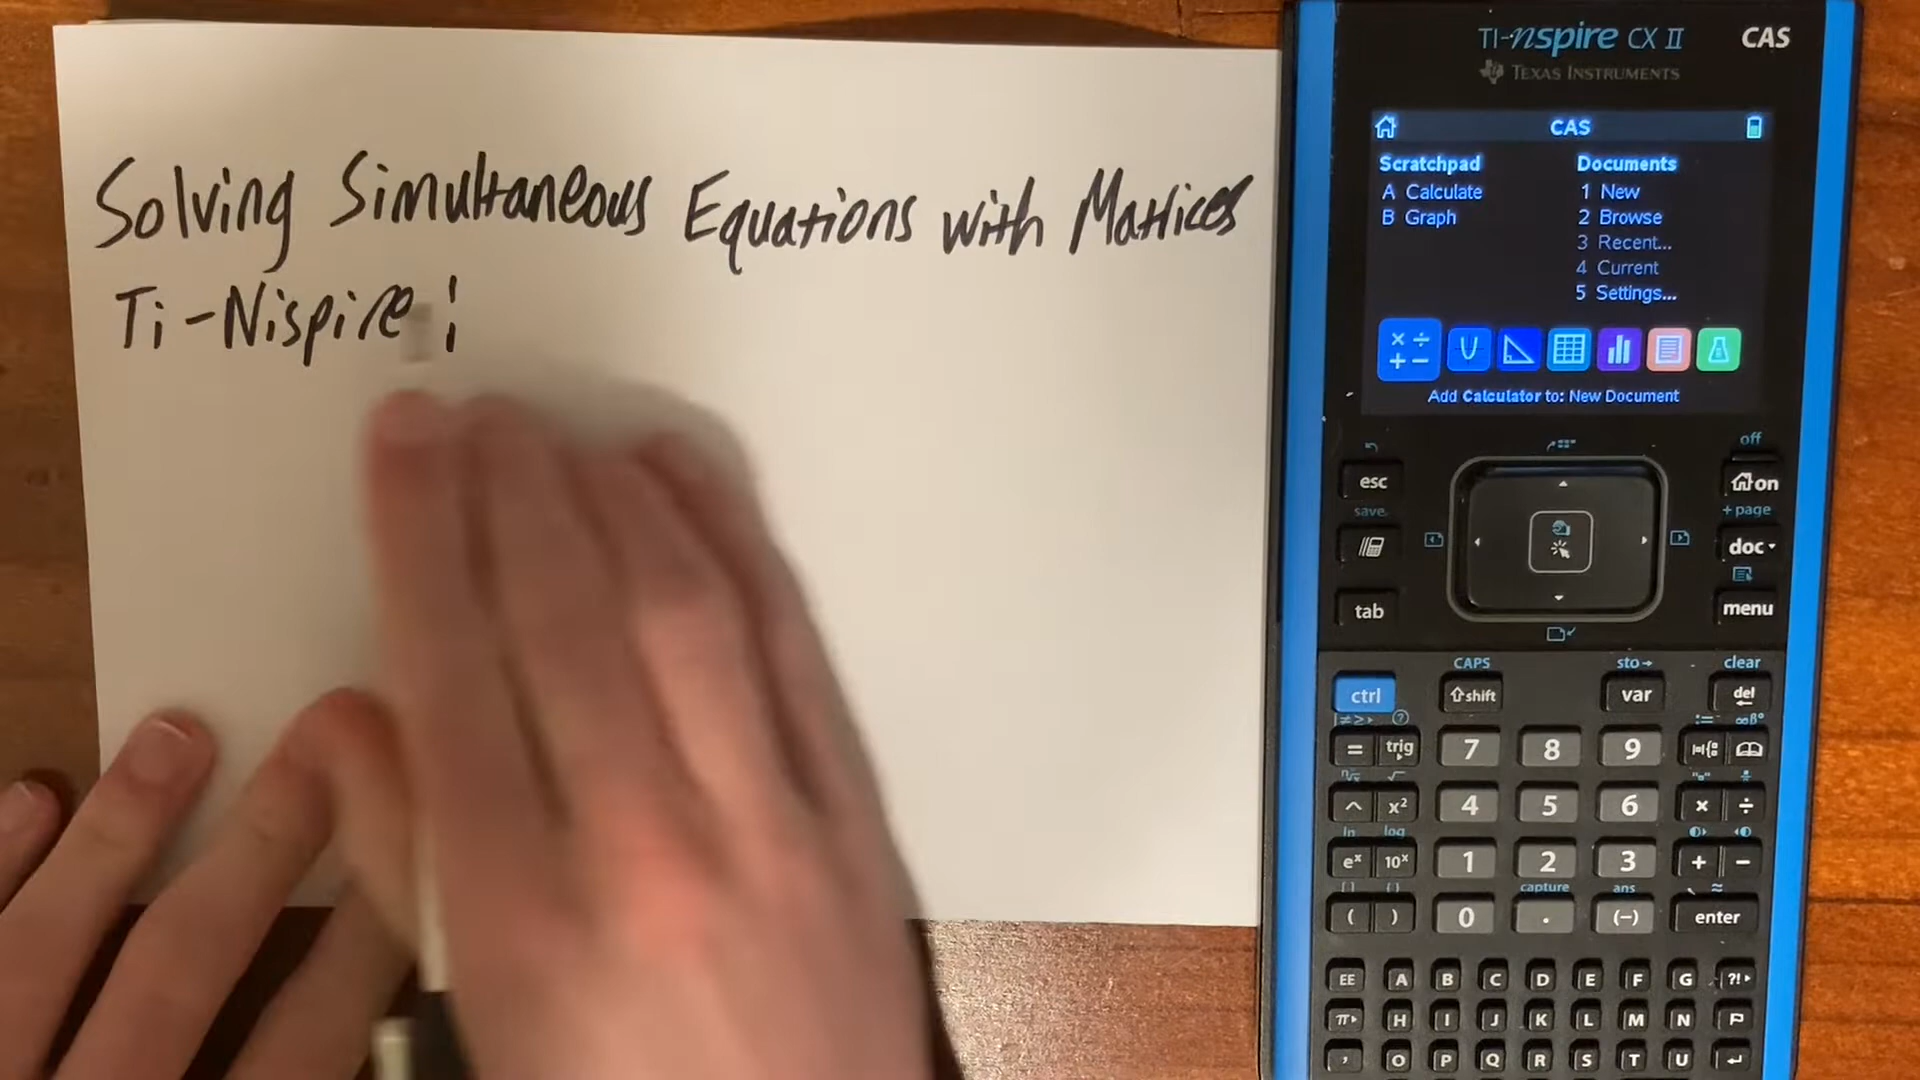 Solving Simultaneous Equations with Matrices
Ti-Nispire!
TI-nspire CX II CAS
TEXAS INSTRUMENTS
CAS
Scratchpad
A Calculate
B Graph
Documents
1 New
2 Browse
3 Recent...
4 Current
5 Settings...
Add Calculator to: New Document
off
esc
on
save
+ page
doc
tab
menu
CAPS
sto→
clear
ctrl
shift
var
del
= trig 7 8 9
^ x² 4 5 6 × ÷
ln log
eˣ 10ˣ 1 2 3 + −
[ ] { } capture ans ≈
( ) 0 . (−) enter
EE A B C D E F G ?!▸
π▸ H I J K L M N
, O P Q R S T U ↵